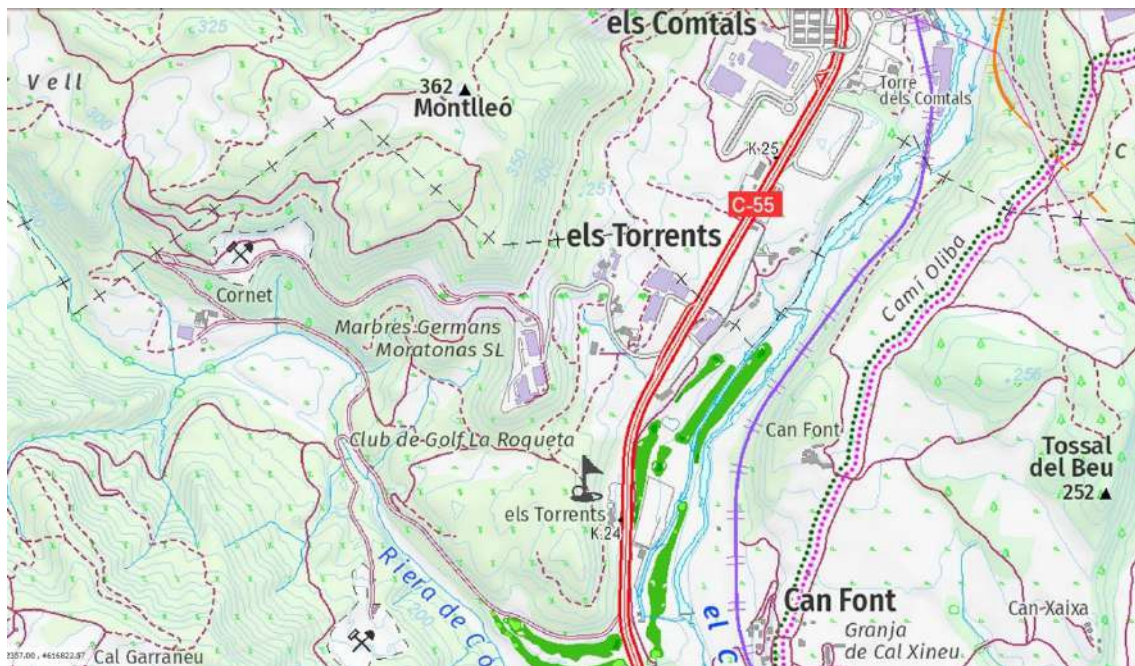 els Comtals
325
Vell
362
Montlleó
Torre
dels Comtals
300
350
300
K-25
251
C-55
els Torrents
Camí Oliba
C
Cornet
Marbres Germans
Moratonas SL
256
Can Font
Club de Golf La Roqueta
Tossal
del Beu
252
els Torrents
K.24
Riera de Co
200
Can Font
Can Xaixa
el C
Granja
de Cal Xineu
Cal Garraneu